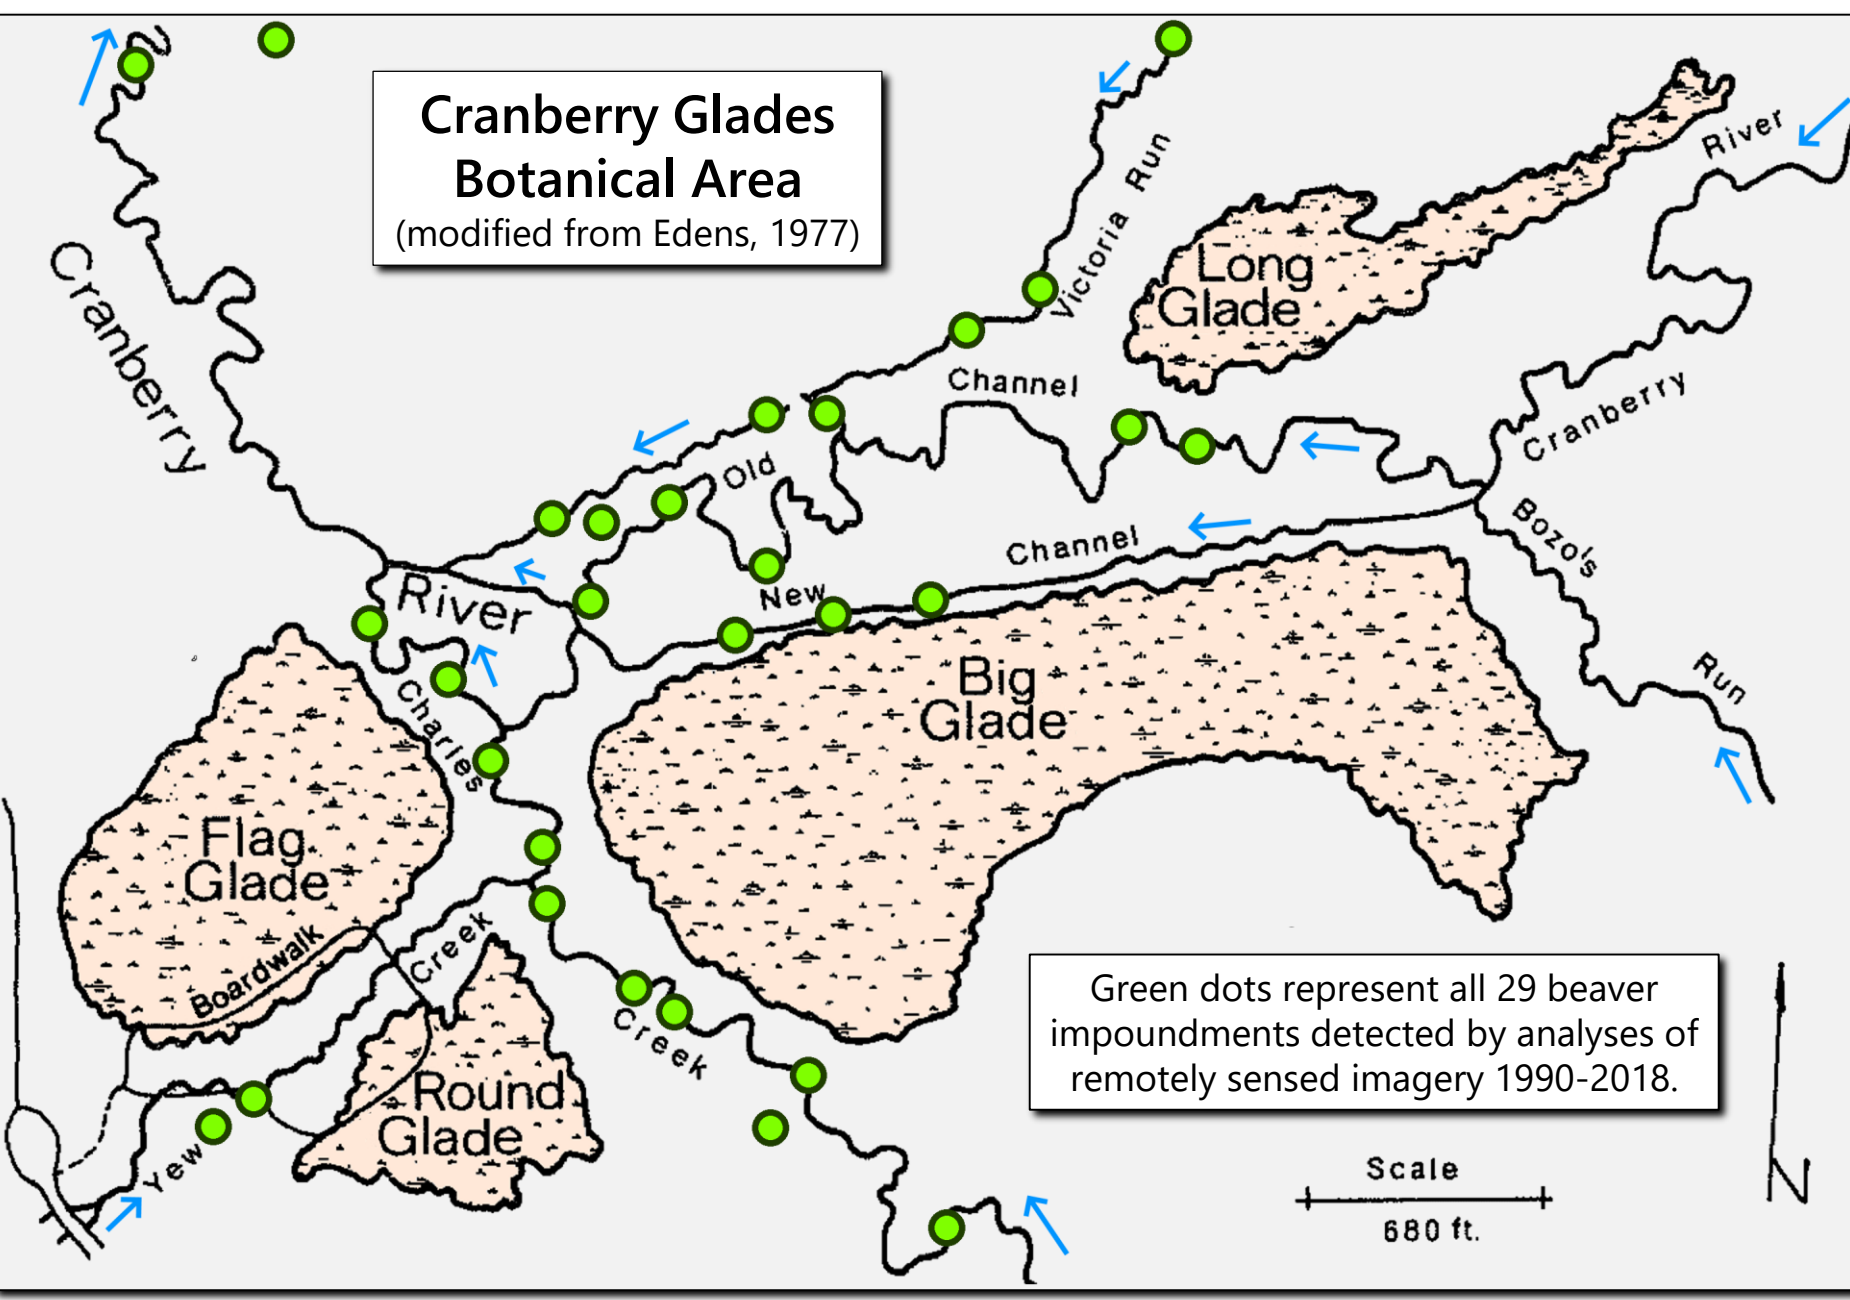 Cranberry Glades
Botanical Area
(modified from Edens, 1977)
River
Victoria Run
Long
Glade
Cranberry
Channel
Cranberry
Old
Bozo's
Channel
New
River
Run
Big
Glade
Charles
Flag
Glade
Creek
Boardwalk
Creek
Green dots represent all 29 beaver
impoundments detected by analyses of
remotely sensed imagery 1990-2018.
Round
Glade
Yew
Scale
680 ft.
N